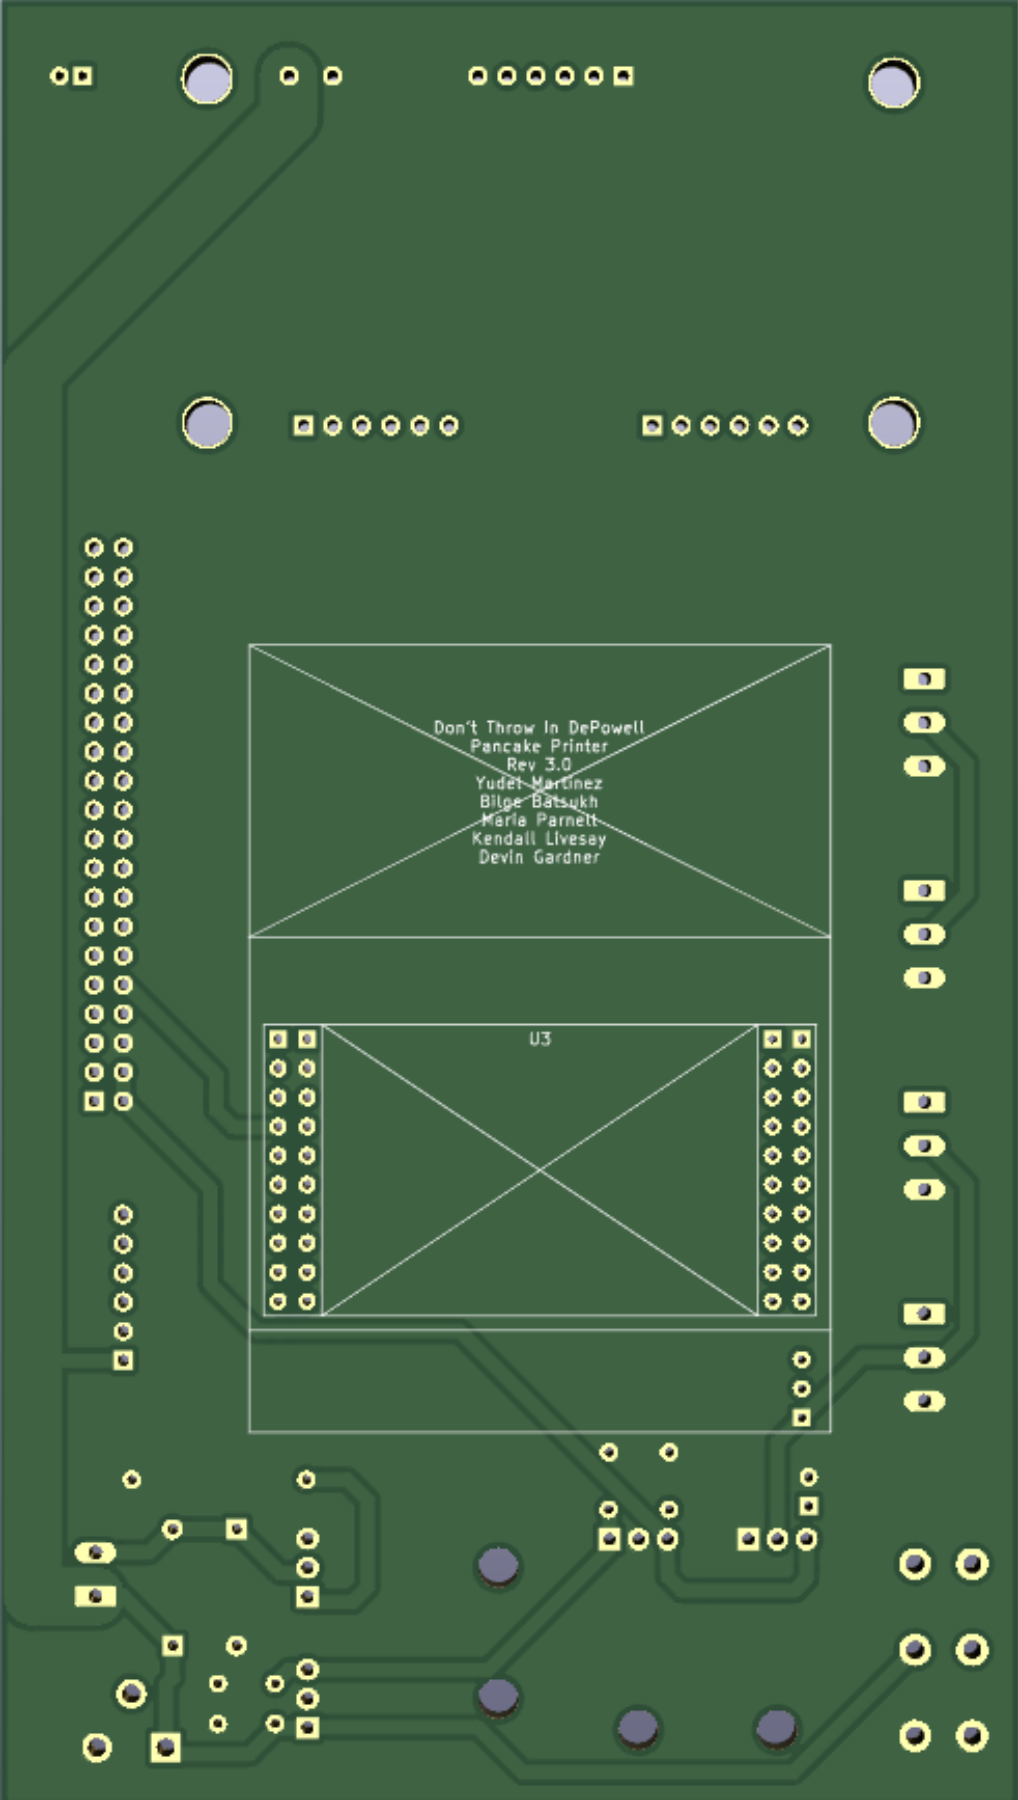 Don't Throw In DePowell
Pancake Printer
Rev 3.0
Yudel Martinez
Bilge Batsukh
Maria Parnell
Kendall Livesay
Devin Gardner
U3